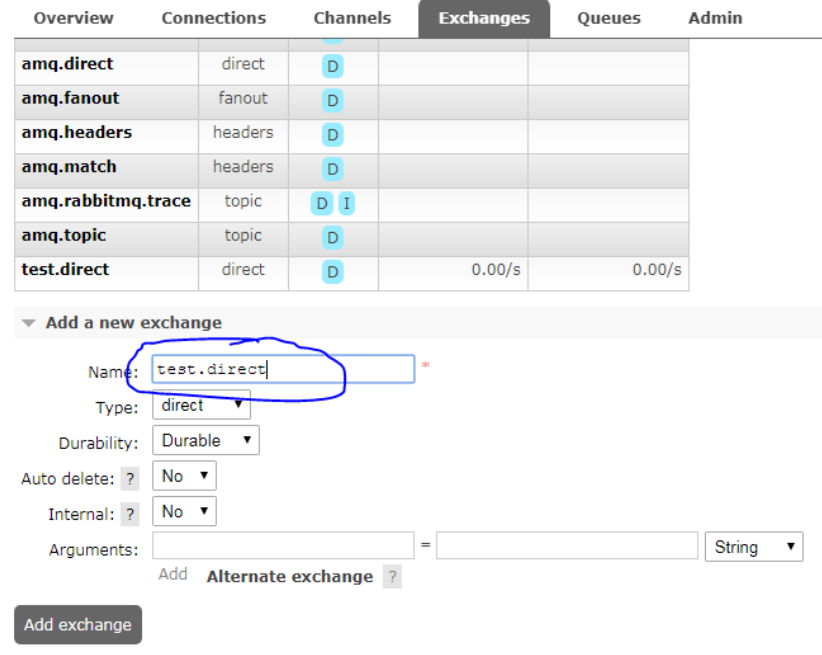 Overview Connections Channels Exchanges Queues Admin
amq.direct direct D
amq.fanout fanout D
amq.headers headers D
amq.match headers D
amq.rabbitmq.trace topic D I
amq.topic topic D
test.direct direct D 0.00/s 0.00/s
Add a new exchange
Name: test.direct *
Type: direct
Durability: Durable
Auto delete: ? No
Internal: ? No
Arguments: = String
Add Alternate exchange ?
Add exchange